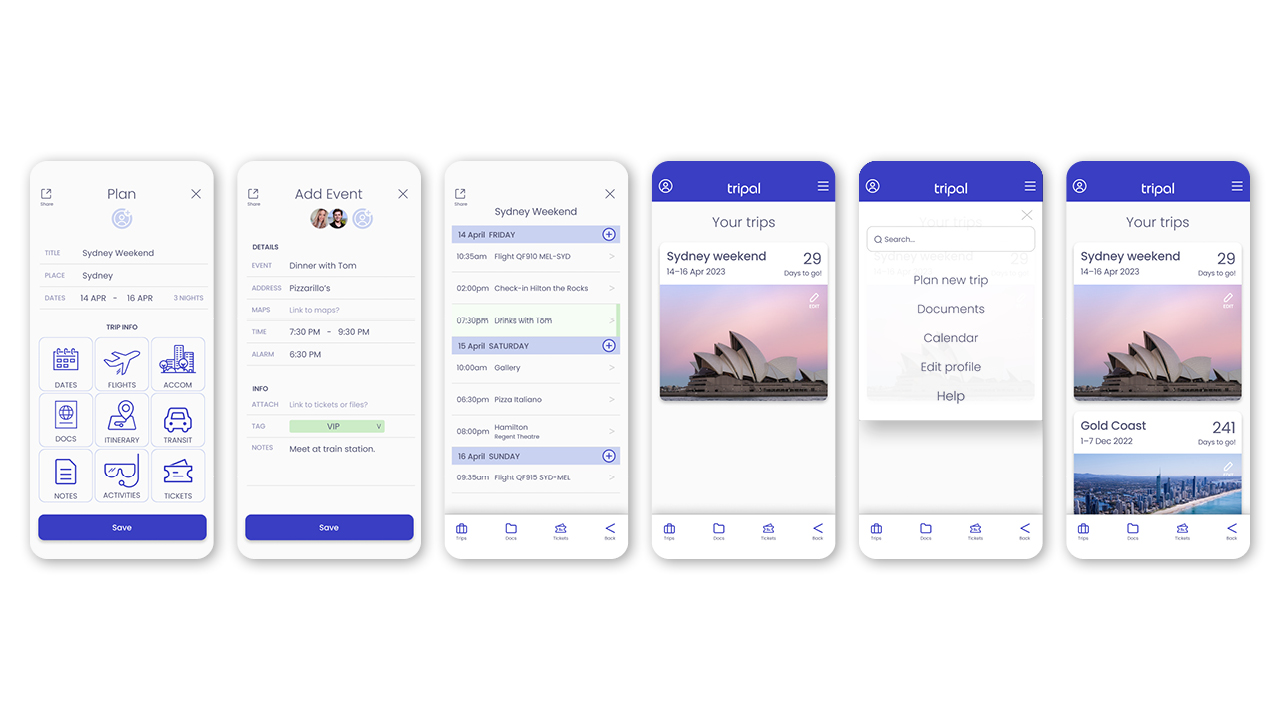 Share
Plan
TITLE Sydney Weekend
PLACE Sydney
DATES 14 APR - 16 APR 3 NIGHTS
TRIP INFO
DATES FLIGHTS ACCOM
DOCS ITINERARY TRANSIT
NOTES ACTIVITIES TICKETS
Save
Share
Add Event
DETAILS
EVENT Dinner with Tom
ADDRESS Pizzarillo's
MAPS Link to maps?
TIME 7:30 PM - 9:30 PM
ALARM 6:30 PM
INFO
ATTACH Link to tickets or files?
TAG VIP
NOTES Meet at train station.
Save
Share
Sydney Weekend
14 April FRIDAY
10:35am Flight QF910 MEL-SYD
02:00pm Check-in Hilton the Rocks
07:30pm Drinks with Tom
15 April SATURDAY
10:00am Gallery
06:30pm Pizza Italiano
08:00pm Hamilton
Regent Theatre
16 April SUNDAY
09:35am Flight QF915 SYD-MEL
Trips Docs Tickets Back
tripal
Your trips
Sydney weekend 29
14–16 Apr 2023 Days to go!
EDIT
Trips Docs Tickets Back
tripal
Your trips
Search...
Plan new trip
Documents
Calendar
Edit profile
Help
Trips Docs Tickets Back
tripal
Your trips
Sydney weekend 29
14–16 Apr 2023 Days to go!
EDIT
Gold Coast 241
1–7 Dec 2022 Days to go!
EDIT
Trips Docs Tickets Back